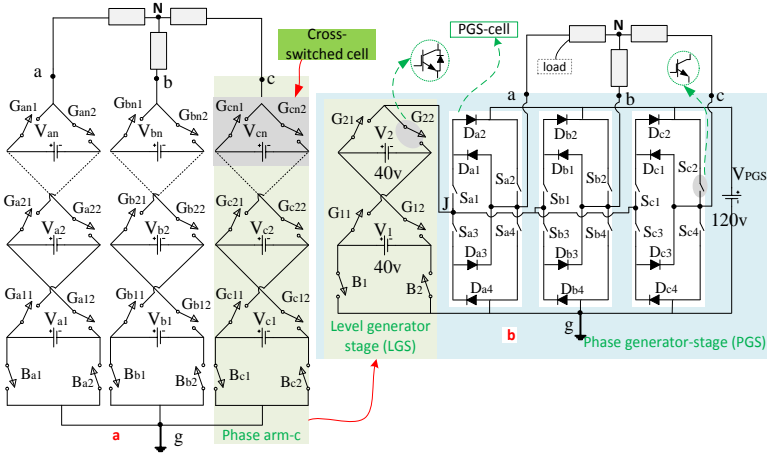 N
Cross-
switched cell
a
b
c
Gan1
Gan2
Gbn1
Gbn2
Gcn1
Gcn2
Van
Vbn
Vcn
Ga21
Ga22
Gb21
Gb22
Gc21
Gc22
Va2
Vb2
Vc2
Ga11
Ga12
Gb11
Gb12
Gc11
Gc12
Va1
Vb1
Vc1
Ba1
Ba2
Bb1
Bb2
Bc1
Bc2
a
g
Phase arm-c
PGS-cell
N
load
a
b
c
G21
G22
V2
40v
G11
G12
V1
40v
B1
B2
Level generator
stage (LGS)
J
Da2
Da1
Sa2
Sa1
Sa3
Sa4
Da3
Da4
Db2
Db1
Sb2
Sb1
Sb3
Sb4
Db3
Db4
Dc2
Dc1
Sc2
Sc1
Sc3
Sc4
Dc3
Dc4
VPGS
120v
g
b
Phase generator-stage (PGS)